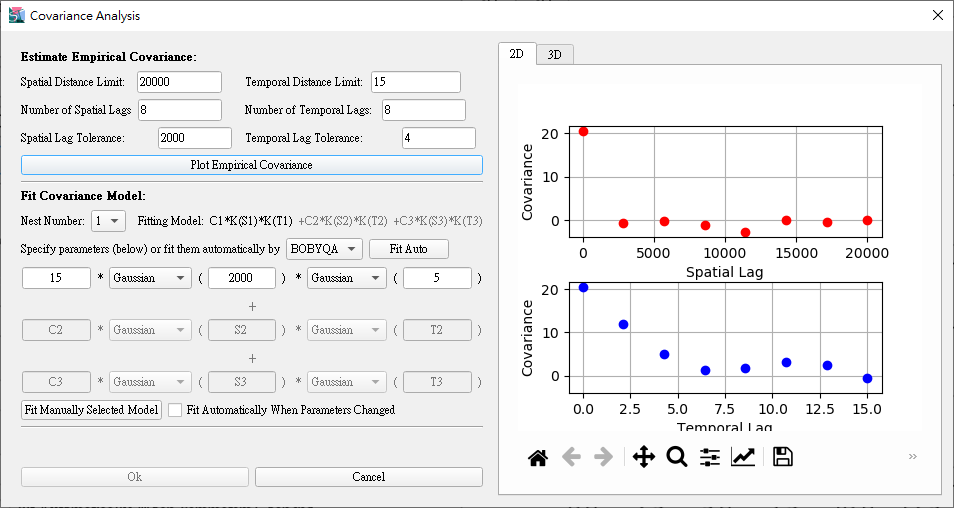 Covariance Analysis
Estimate Empirical Covariance:
Spatial Distance Limit: 20000 Temporal Distance Limit: 15
Number of Spatial Lags 8 Number of Temporal Lags: 8
Spatial Lag Tolerance: 2000 Temporal Lag Tolerance: 4
Plot Empirical Covariance
Fit Covariance Model:
Nest Number: 1 Fitting Model: C1*K(S1)*K(T1) +C2*K(S2)*K(T2) +C3*K(S3)*K(T3)
Specify parameters (below) or fit them automatically by BOBYQA Fit Auto
15 * Gaussian ( 2000 ) * Gaussian ( 5 )
+
C2 * Gaussian ( S2 ) * Gaussian ( T2 )
+
C3 * Gaussian ( S3 ) * Gaussian ( T3 )
Fit Manually Selected Model Fit Automatically When Parameters Changed
Ok Cancel
2D 3D
Covariance
20
10
0
0 5000 10000 15000 20000
Spatial Lag
Covariance
20
10
0
0.0 2.5 5.0 7.5 10.0 12.5 15.0
Temporal Lag